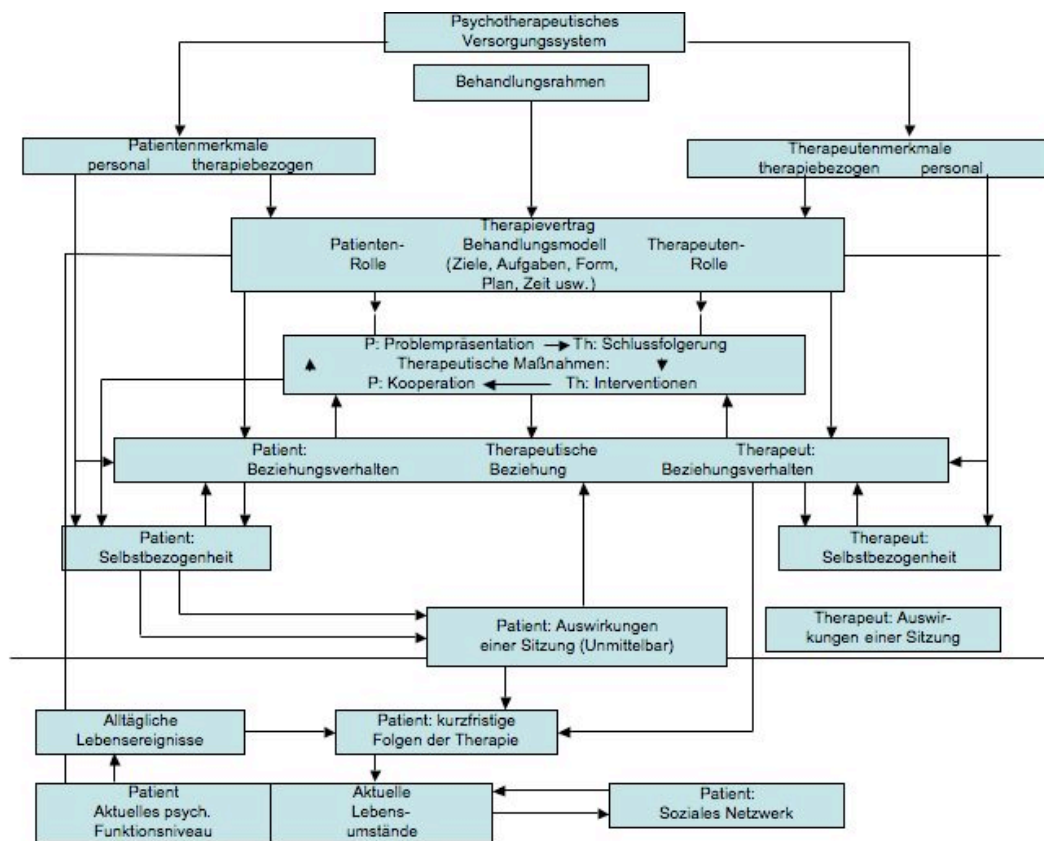 Psychotherapeutisches
Versorgungssystem
Behandlungsrahmen
Patientenmerkmale
personal therapiebezogen
Therapeutenmerkmale
therapiebezogen personal
Therapievertrag
Patienten- Behandlungsmodell Therapeuten-
Rolle (Ziele, Aufgaben, Form, Rolle
Plan, Zeit usw.)
P: Problempräsentation Th: Schlussfolgerung
Therapeutische Maßnahmen:
P: Kooperation Th: Interventionen
Patient: Therapeutische Therapeut:
Beziehungsverhalten Beziehung Beziehungsverhalten
Patient:
Selbstbezogenheit
Therapeut:
Selbstbezogenheit
Patient: Auswirkungen
einer Sitzung (Unmittelbar)
Therapeut: Auswir-
kungen einer Sitzung
Alltägliche
Lebensereignisse
Patient: kurzfristige
Folgen der Therapie
Patient
Aktuelles psych.
Funktionsniveau
Aktuelle
Lebens-
umstände
Patient:
Soziales Netzwerk